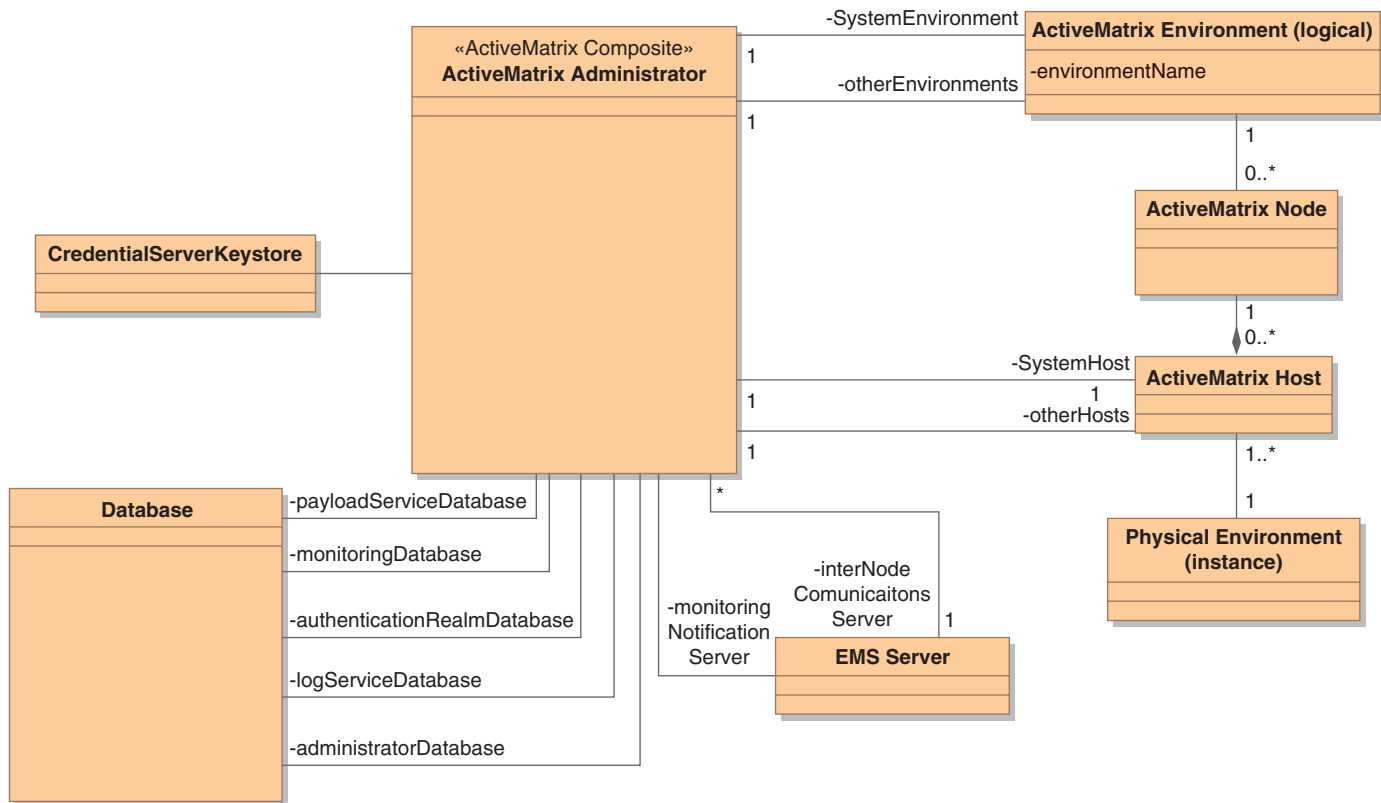 «ActiveMatrix Composite»
ActiveMatrix Administrator
-SystemEnvironment
1
-otherEnvironments
1
ActiveMatrix Environment (logical)
-environmentName
1
0..*
ActiveMatrix Node
CredentialServerKeystore
1
0..*
-SystemHost
1
1
-otherHosts
1
ActiveMatrix Host
1..*
1
Physical Environment
(instance)
Database
-payloadServiceDatabase
-monitoringDatabase
-authenticationRealmDatabase
-logServiceDatabase
-administratorDatabase
*
-interNode
Comunicaitons
Server
1
-monitoring
Notification
Server
EMS Server